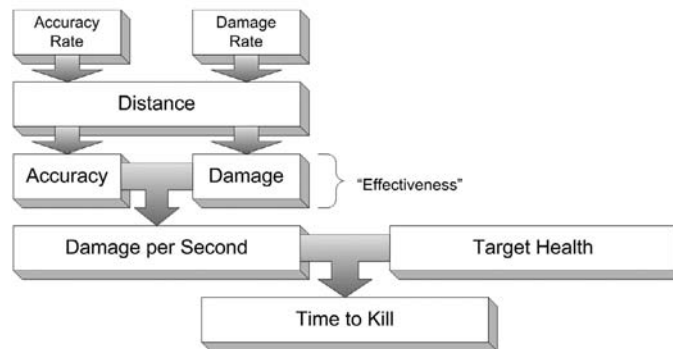 Accuracy
Rate
Damage
Rate
Distance
Accuracy
Damage
"Effectiveness"
Damage per Second
Target Health
Time to Kill